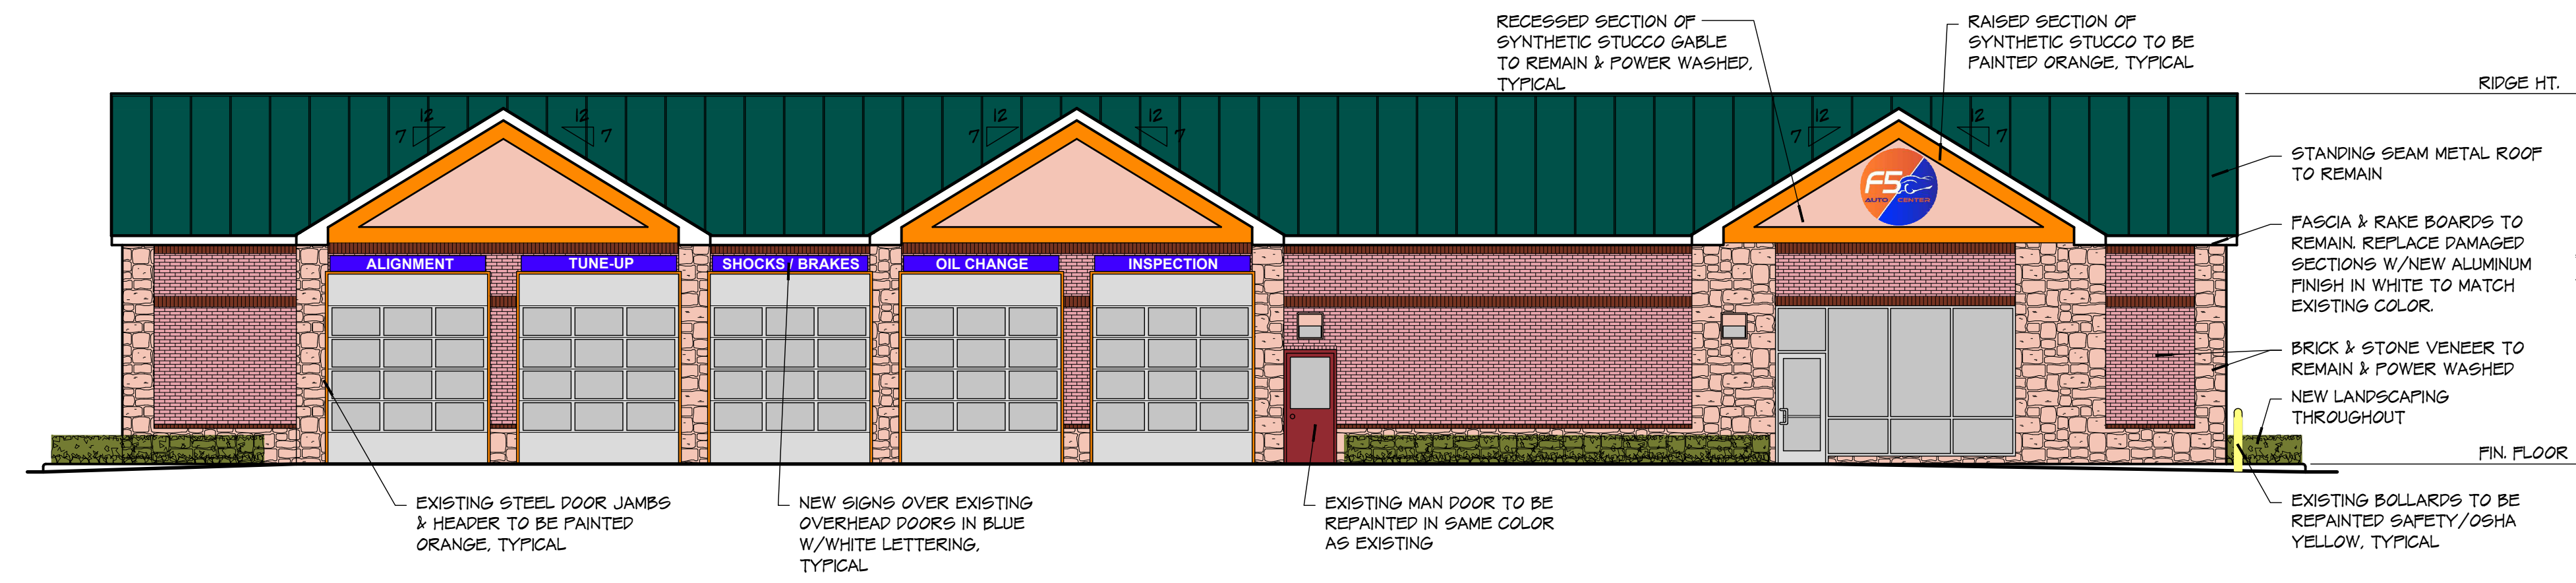 RECESSED SECTION OF
SYNTHETIC STUCCO GABLE
TO REMAIN & POWER WASHED,
TYPICAL
RAISED SECTION OF
SYNTHETIC STUCCO TO BE
PAINTED ORANGE, TYPICAL
RIDGE HT.
12
7
12
7
12
7
12
7
12
7
12
7
STANDING SEAM METAL ROOF
TO REMAIN
F5
AUTO CENTER
FASCIA & RAKE BOARDS TO
REMAIN. REPLACE DAMAGED
SECTIONS W/NEW ALUMINUM
FINISH IN WHITE TO MATCH
EXISTING COLOR.
ALIGNMENT
TUNE-UP
SHOCKS / BRAKES
OIL CHANGE
INSPECTION
BRICK & STONE VENEER TO
REMAIN & POWER WASHED
NEW LANDSCAPING
THROUGHOUT
FIN. FLOOR
EXISTING STEEL DOOR JAMBS
& HEADER TO BE PAINTED
ORANGE, TYPICAL
NEW SIGNS OVER EXISTING
OVERHEAD DOORS IN BLUE
W/WHITE LETTERING,
TYPICAL
EXISTING MAN DOOR TO BE
REPAINTED IN SAME COLOR
AS EXISTING
EXISTING BOLLARDS TO BE
REPAINTED SAFETY/OSHA
YELLOW, TYPICAL